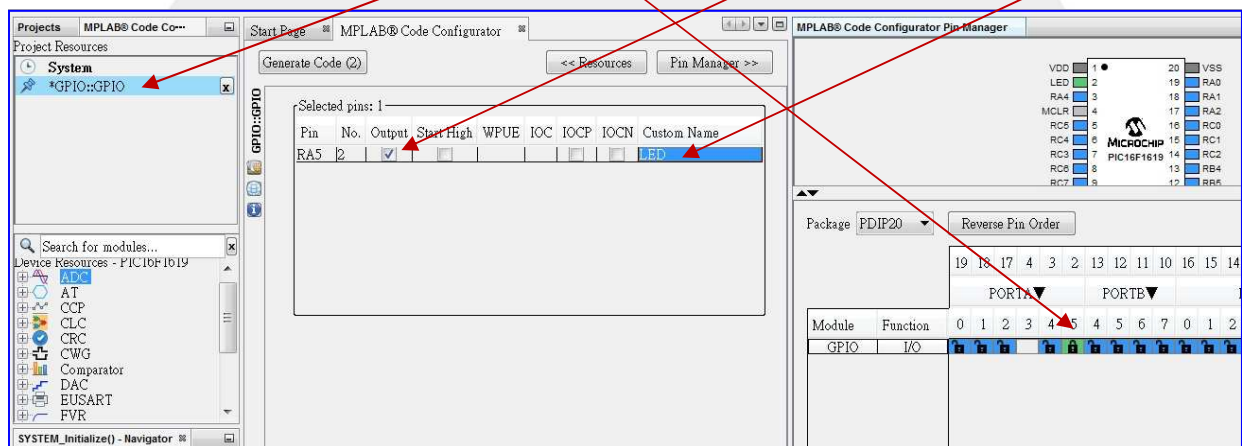 Projects MPLAB® Code Co···
Project Resources
System
*GPIO::GPIO x
Search for modules... x
Device Resources - PIC16F1619
ADC
AT
CCP
CLC
CRC
CWG
Comparator
DAC
EUSART
FVR
SYSTEM_Initialize() - Navigator
Start Page MPLAB® Code Configurator
Generate Code (2) << Resources Pin Manager >>
GPIO::GPIO
Selected pins: 1
Pin No. Output Start High WPUE IOC IOCP IOCN Custom Name
RA5 2 LED
MPLAB® Code Configurator Pin Manager
VDD 1 20 VSS
LED 2 19 RA0
RA4 3 18 RA1
MCLR 4 17 RA2
RC5 5 16 RC0
RC4 6 MICROCHIP 15 RC1
RC3 7 PIC16F1619 14 RC2
RC6 8 13 RB4
RC7 9 12 RB5
Package PDIP20 Reverse Pin Order
19 18 17 4 3 2 13 12 11 10 16 15 14
PORTA▼ PORTB▼
Module Function 0 1 2 3 4 5 4 5 6 7 0 1 2
GPIO I/O